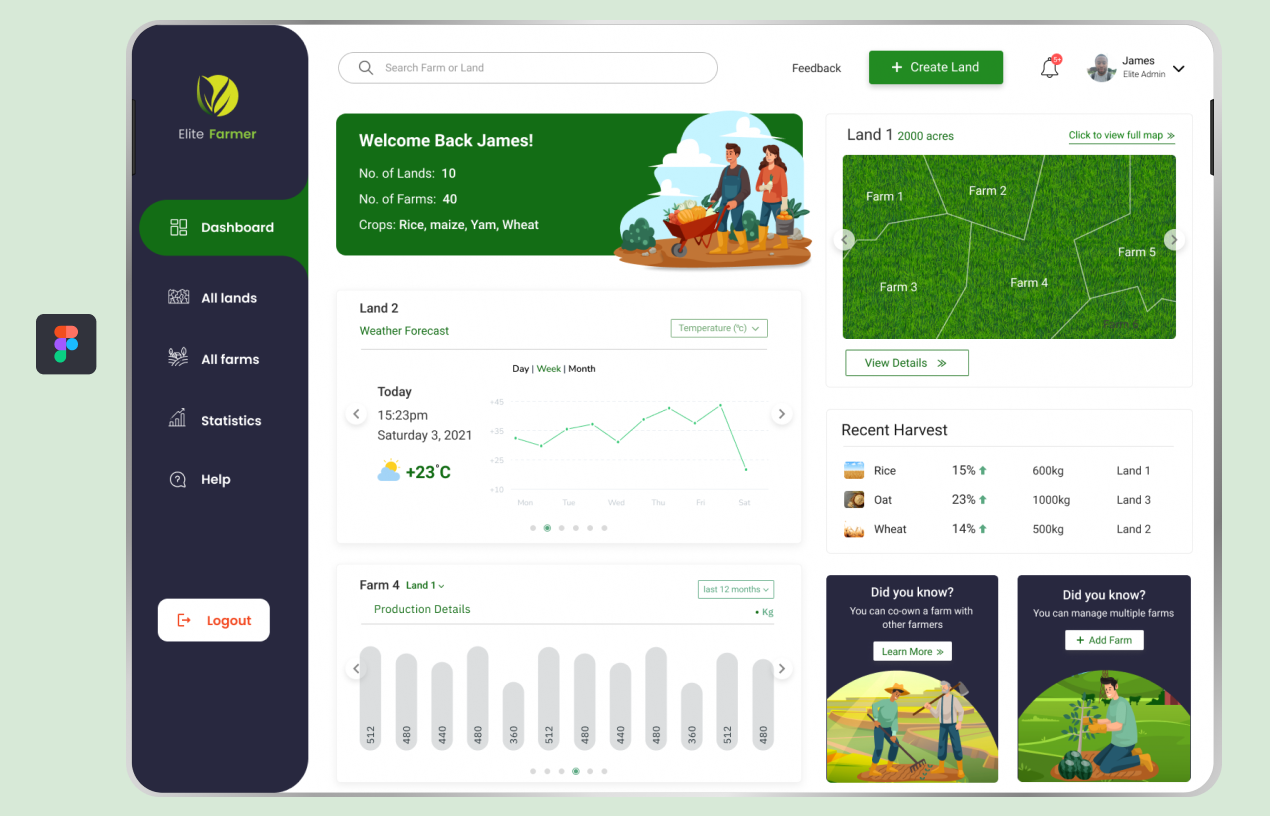 Elite Farmer
Dashboard
All lands
All farms
Statistics
Help
Logout
Search Farm or Land
Feedback
+ Create Land
5+
James
Elite Admin
Welcome Back James!
No. of Lands: 10
No. of Farms: 40
Crops: Rice, maize, Yam, Wheat
Land 1 2000 acres
Click to view full map
Farm 1
Farm 2
Farm 5
Farm 3
Farm 4
View Details
Land 2
Weather Forecast
Temperature (ºc)
Day | Week | Month
Today
15:23pm
Saturday 3, 2021
+23°C
+45
+35
+25
+10
Mon Tue Wed Thu Fri Sat
Recent Harvest
Rice 15% 600kg Land 1
Oat 23% 1000kg Land 3
Wheat 14% 500kg Land 2
Farm 4 Land 1
last 12 months
Production Details
• Kg
512 480 440 480 360 512 480 440 480 360 512 480
Did you know?
You can co-own a farm with
other farmers
Learn More
Did you know?
You can manage multiple farms
+ Add Farm